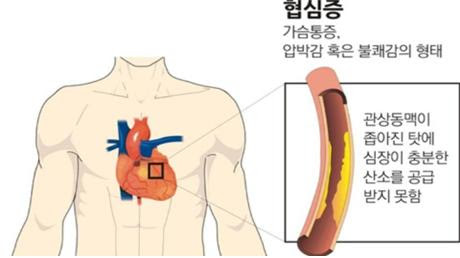 협심증
가슴통증,
압박감 혹은 불쾌감의 형태
관상동맥이
좁아진 탓에
심장이 충분한
산소를 공급
받지 못함